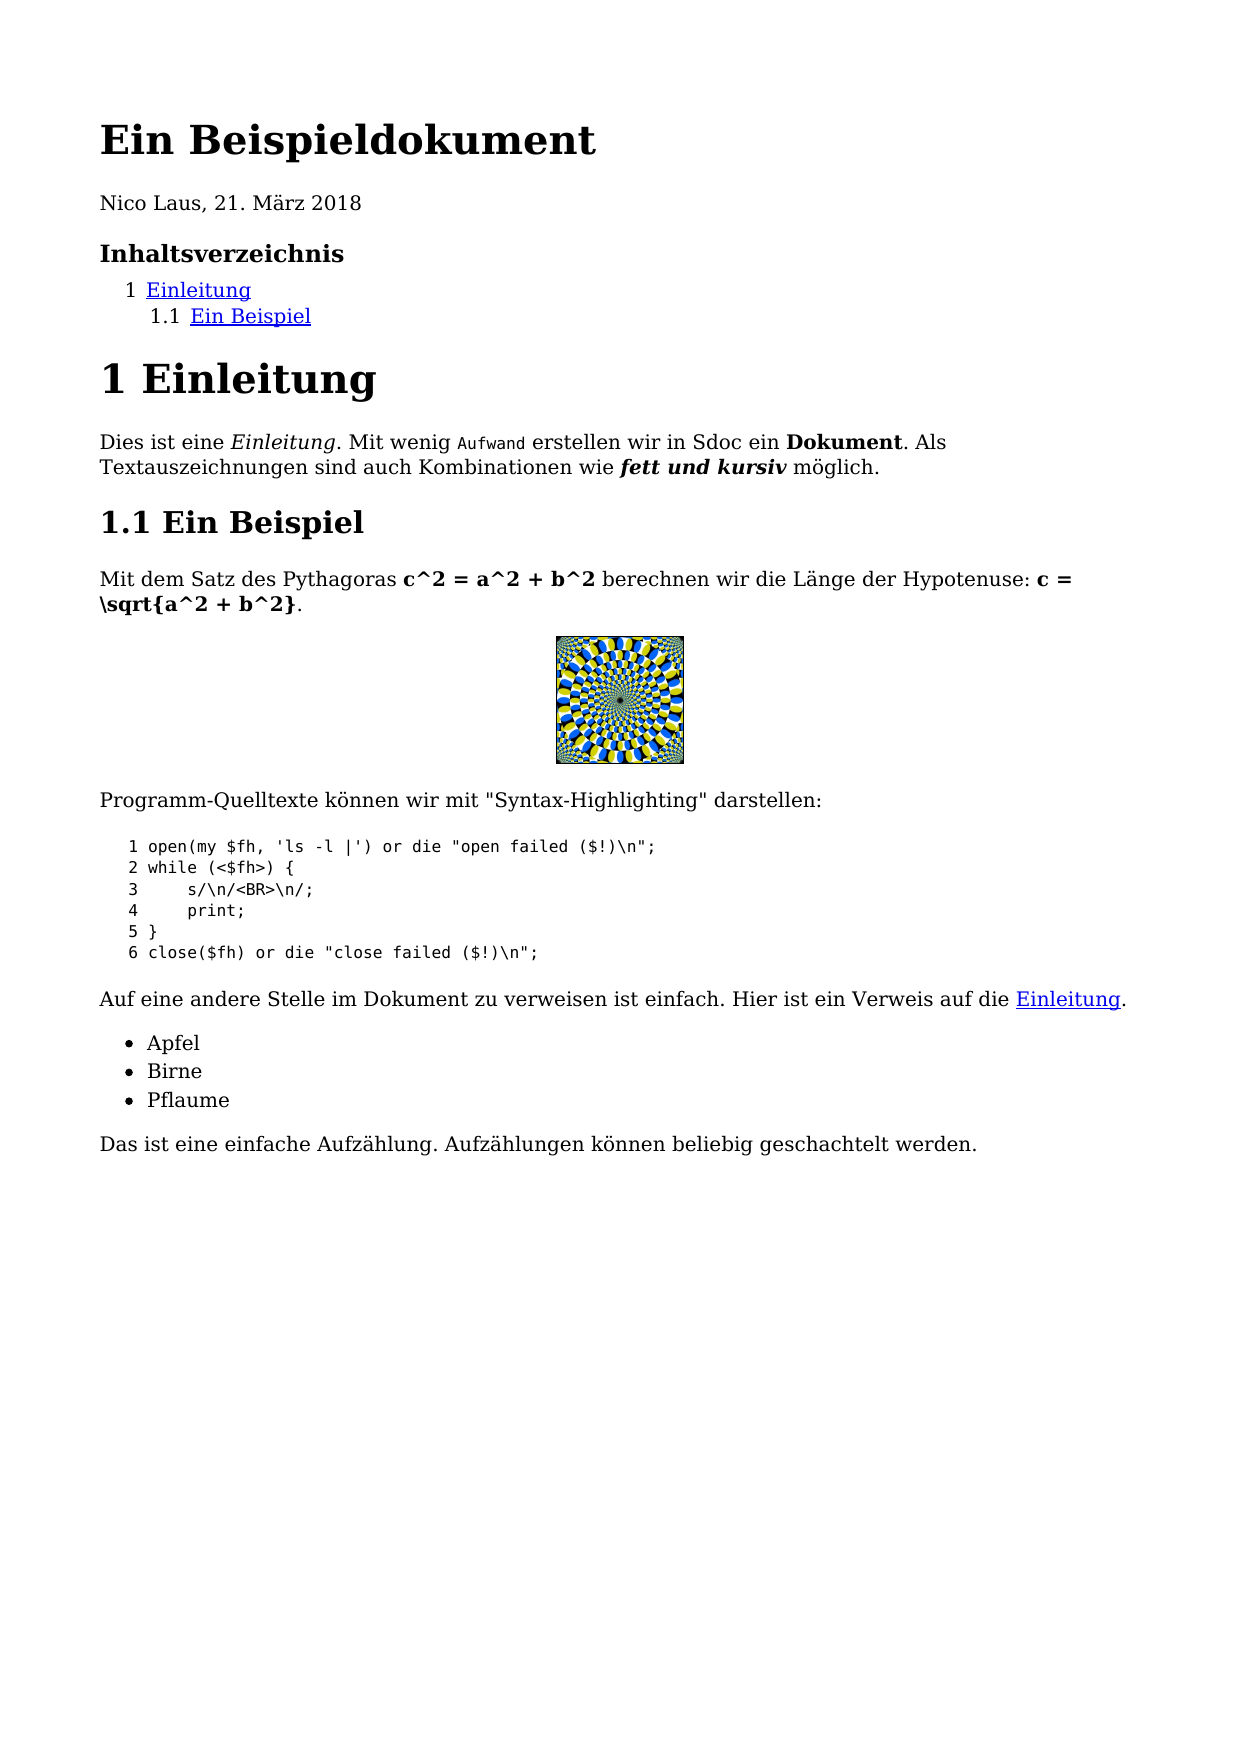 Ein Beispieldokument
Nico Laus, 21. März 2018
Inhaltsverzeichnis
1 Einleitung
1.1 Ein Beispiel
1 Einleitung
Dies ist eine Einleitung. Mit wenig Aufwand erstellen wir in Sdoc ein Dokument. Als
Textauszeichnungen sind auch Kombinationen wie fett und kursiv möglich.
1.1 Ein Beispiel
Mit dem Satz des Pythagoras c^2 = a^2 + b^2 berechnen wir die Länge der Hypotenuse: c =
\sqrt{a^2 + b^2}.
Programm-Quelltexte können wir mit "Syntax-Highlighting" darstellen:
1 open(my $fh, 'ls -l |') or die "open failed ($!)\n";
2 while (<$fh>) {
3     s/\n/<BR>\n/;
4     print;
5 }
6 close($fh) or die "close failed ($!)\n";
Auf eine andere Stelle im Dokument zu verweisen ist einfach. Hier ist ein Verweis auf die Einleitung.
• Apfel
• Birne
• Pflaume
Das ist eine einfache Aufzählung. Aufzählungen können beliebig geschachtelt werden.